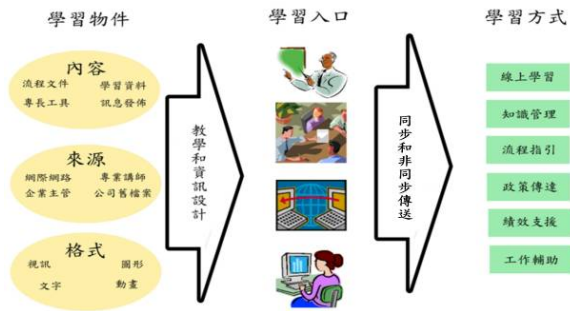 學習物件
學習入口
學習方式
內容
流程文件 學習資料
專長工具 訊息發佈
來源
網際網路 專業講師
企業主管 公司舊檔案
格式
視訊 圖形
文字 動畫
教學和資訊設計
同步和非同步傳送
線上學習
知識管理
流程指引
政策傳達
績效支援
工作輔助